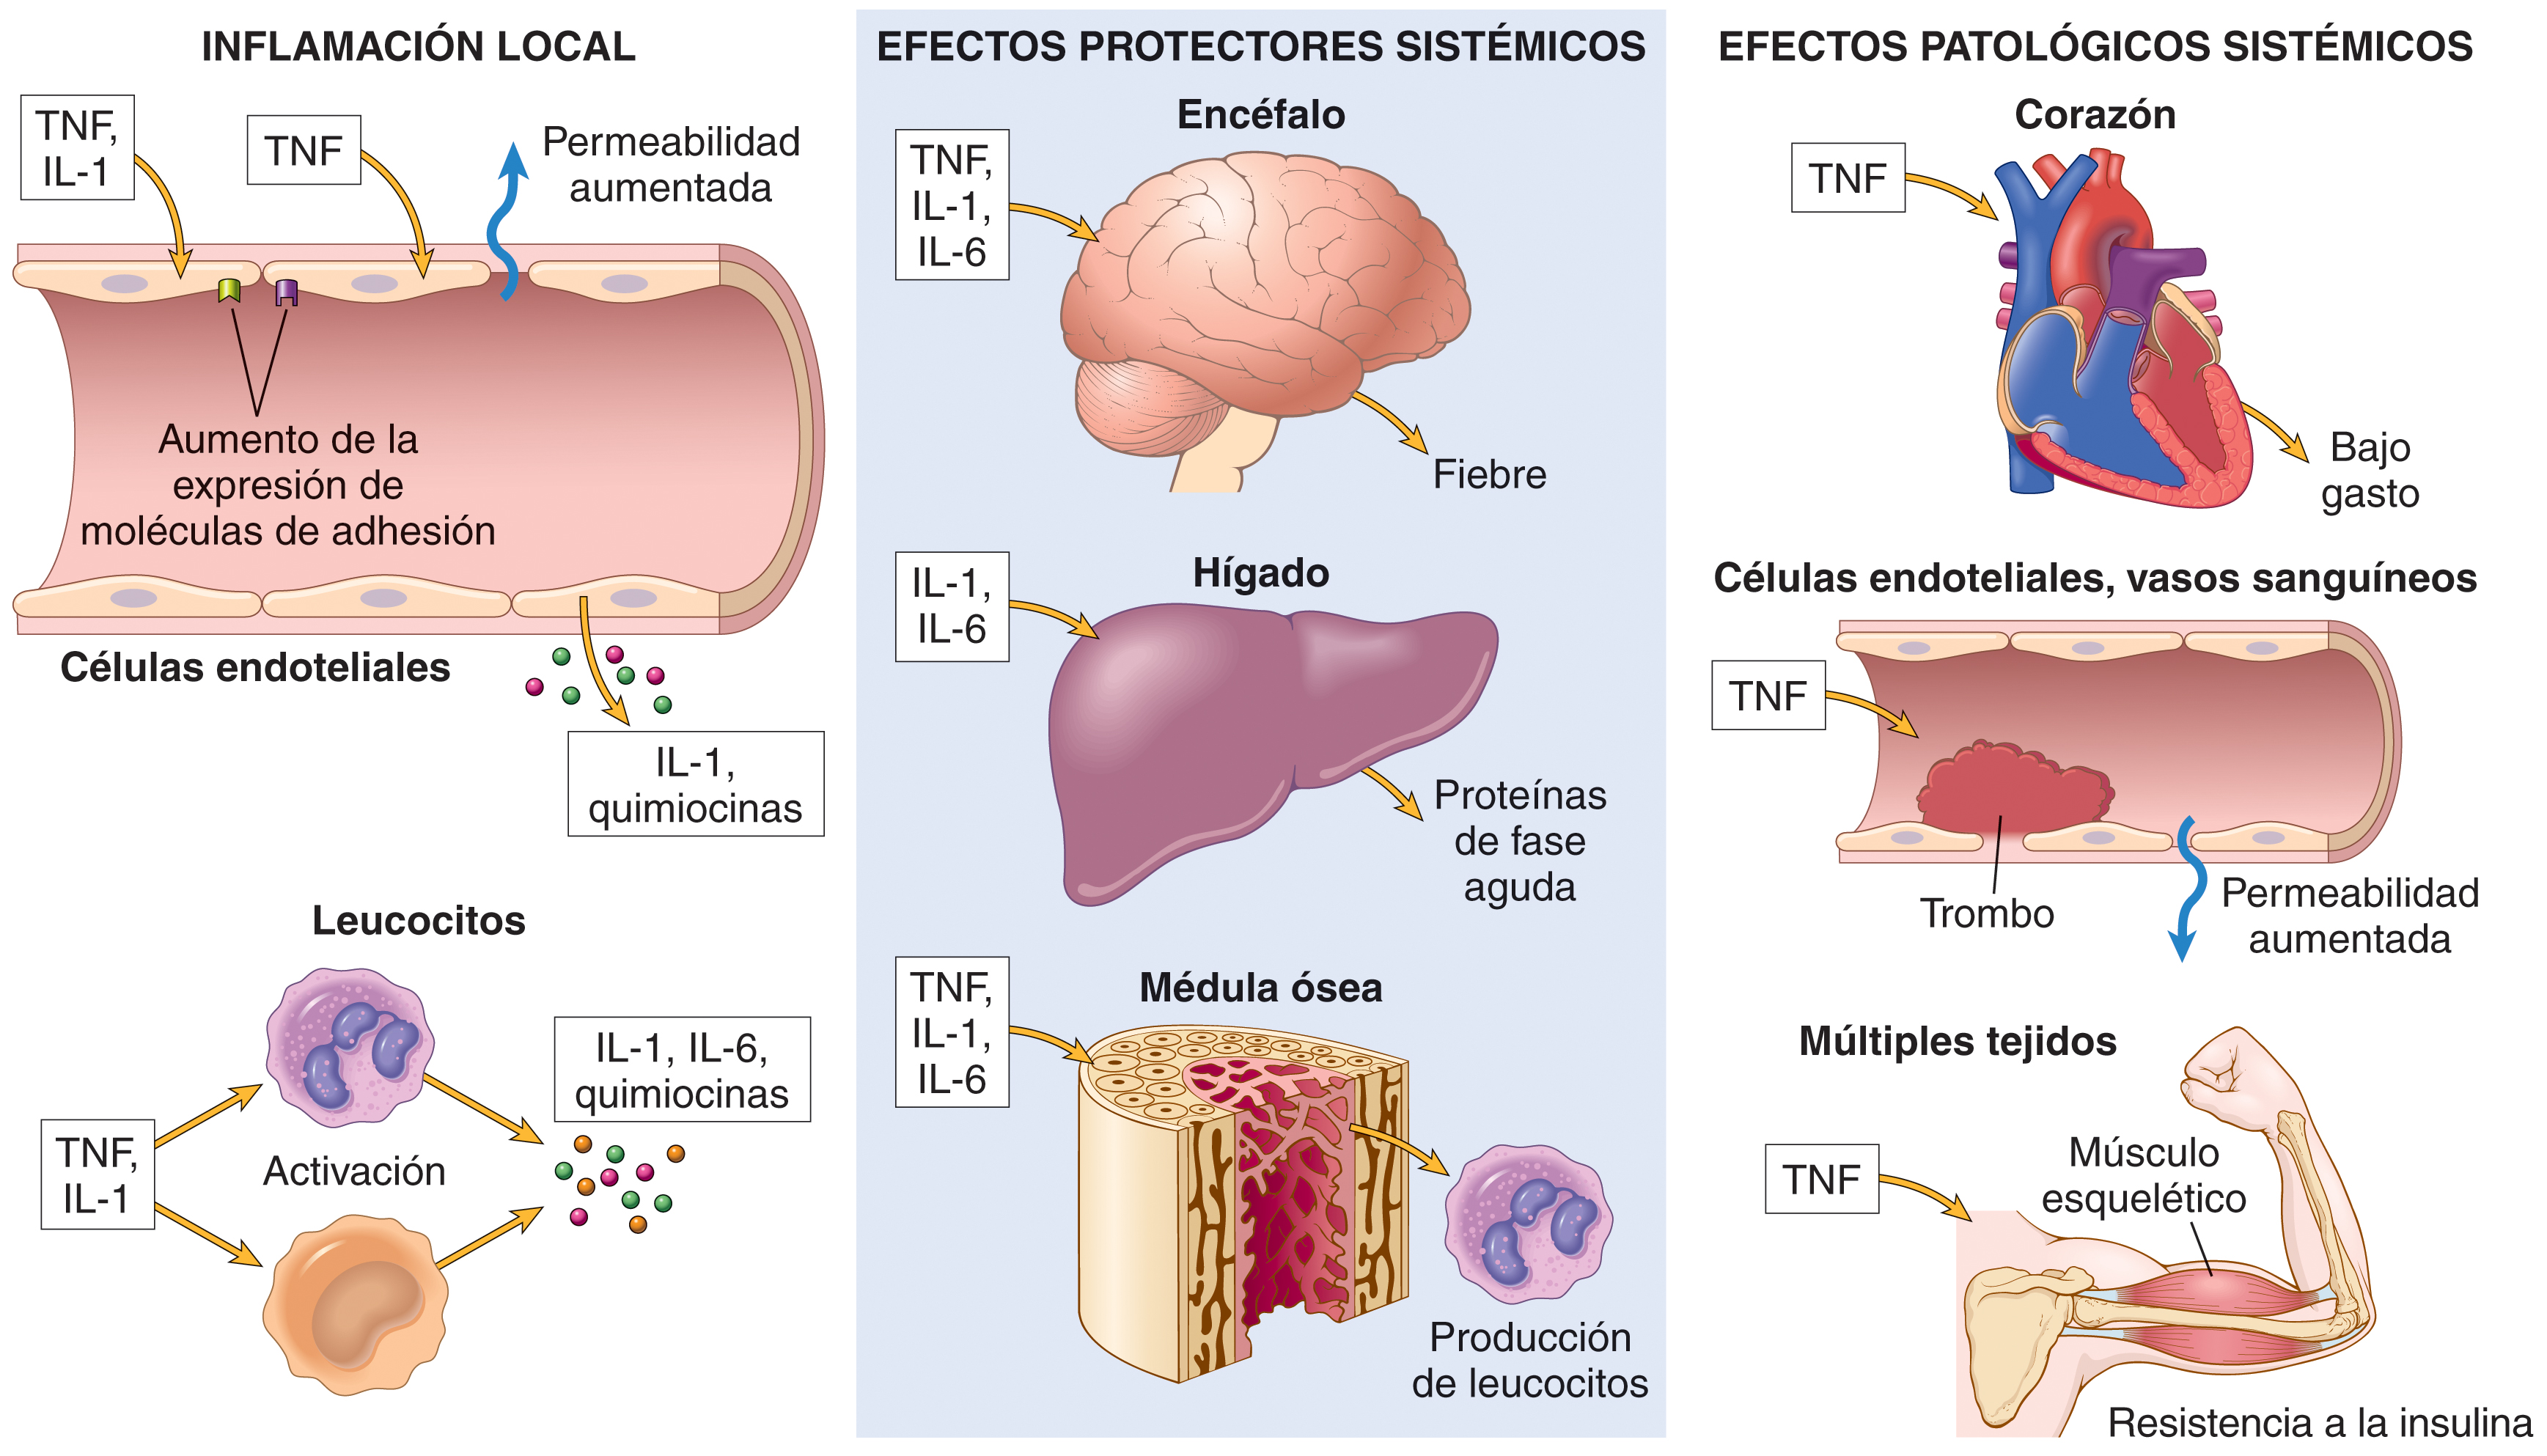 INFLAMACIÓN LOCAL
TNF,
IL-1
TNF
Permeabilidad
aumentada
Aumento de la
expresión de
moléculas de adhesión
Células endoteliales
IL-1,
quimiocinas
Leucocitos
TNF,
IL-1
Activación
IL-1, IL-6,
quimiocinas
EFECTOS PROTECTORES SISTÉMICOS
Encéfalo
TNF,
IL-1,
IL-6
Fiebre
Hígado
IL-1,
IL-6
Proteínas
de fase
aguda
Médula ósea
TNF,
IL-1,
IL-6
Producción
de leucocitos
EFECTOS PATOLÓGICOS SISTÉMICOS
Corazón
TNF
Bajo
gasto
Células endoteliales, vasos sanguíneos
TNF
Trombo
Permeabilidad
aumentada
Múltiples tejidos
TNF
Músculo
esquelético
Resistencia a la insulina